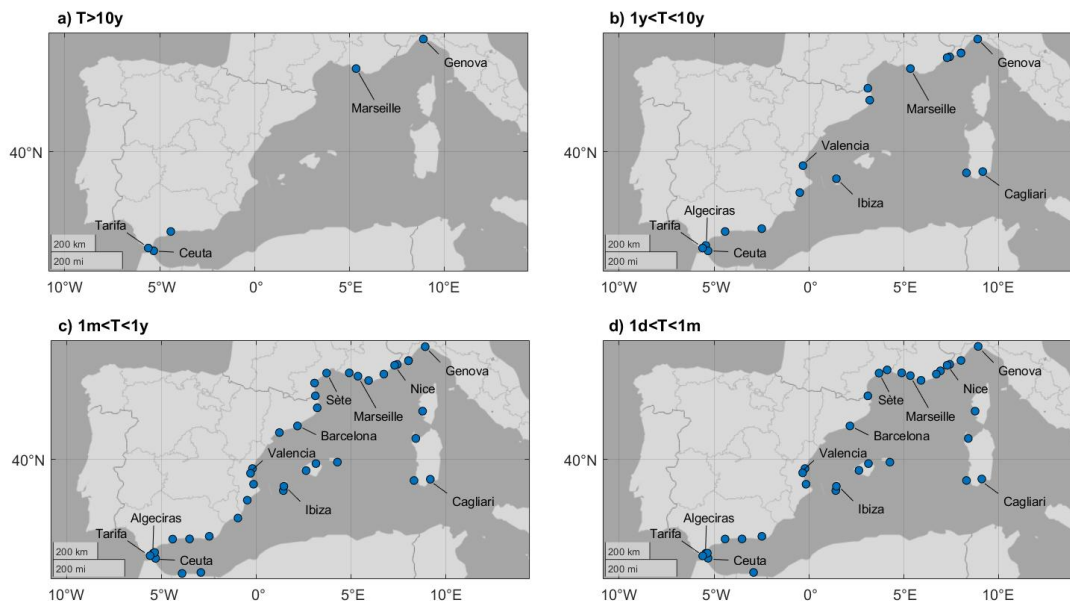 a) T>10y
Genova
Marseille
40°N
Tarifa
Ceuta
200 km
200 mi
10°W
5°W
0°
5°E
10°E
b) 1y<T<10y
Genova
Marseille
Valencia
40°N
Ibiza
Cagliari
Algeciras
Tarifa
Ceuta
200 km
200 mi
10°W
5°W
0°
5°E
10°E
c) 1m<T<1y
Genova
Nice
Sète
Marseille
Barcelona
Valencia
40°N
Ibiza
Cagliari
Algeciras
Tarifa
Ceuta
200 km
200 mi
10°W
5°W
0°
5°E
10°E
d) 1d<T<1m
Genova
Nice
Sète
Marseille
Barcelona
Valencia
40°N
Ibiza
Cagliari
Algeciras
Tarifa
Ceuta
200 km
200 mi
10°W
5°W
0°
5°E
10°E